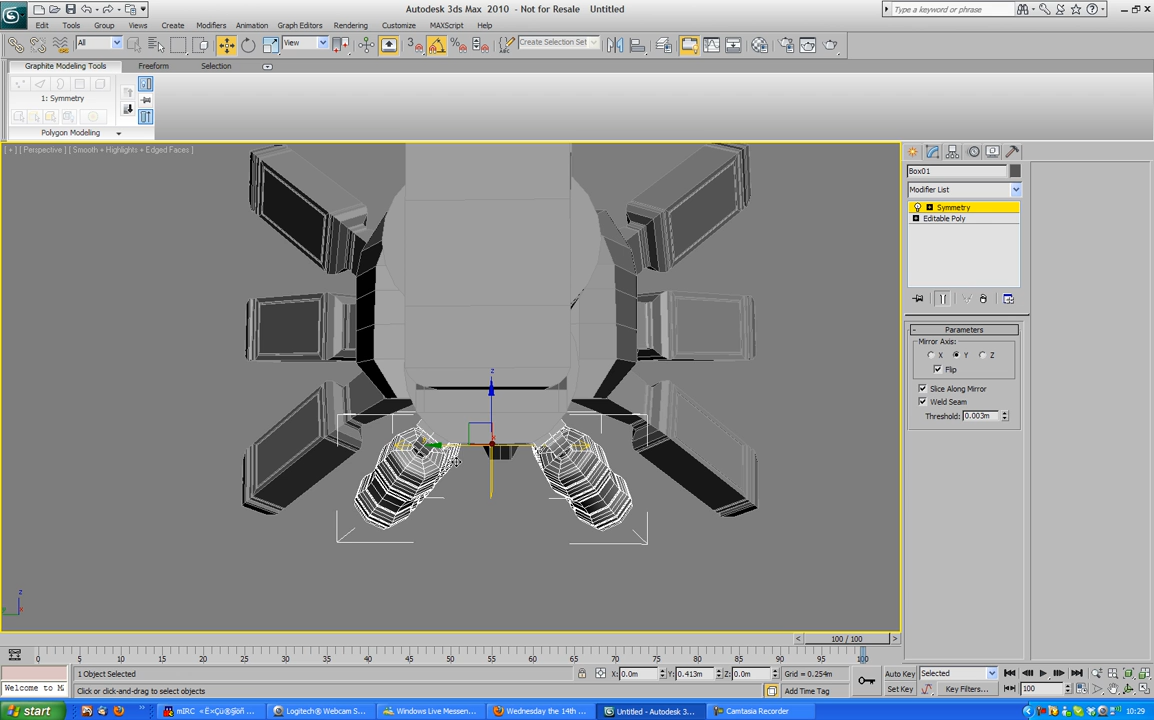 Autodesk 3ds Max 2010 - Not for Resale Untitled
Type a keyword or phrase
Edit Tools Group Views Create Modifiers Animation Graph Editors Rendering Customize MAXScript Help
All View Create Selection Set
Graphite Modeling Tools Freeform Selection
1: Symmetry
Polygon Modeling
[ + ] [ Perspective ] [ Smooth + Highlights + Edged Faces ]
Box01
Modifier List
Symmetry
Editable Poly
- Parameters
Mirror Axis:
X Y Z
Flip
Slice Along Mirror
Weld Seam
Threshold: 0.003m
z
z
100 / 100
0 5 10 15 20 25 30 35 40 45 50 55 60 65 70 75 80 85 90 95 100
1 Object Selected X: 0.0m Y: 0.413m Z: 0.0m Grid = 0.254m Auto Key Selected
Welcome to M Click or click-and-drag to select objects Add Time Tag Set Key Key Filters... 100
start Logitech® Webcam S... Windows Live Messen... Wednesday the 14th ... Untitled - Autodesk 3... Camtasia Recorder 10:29